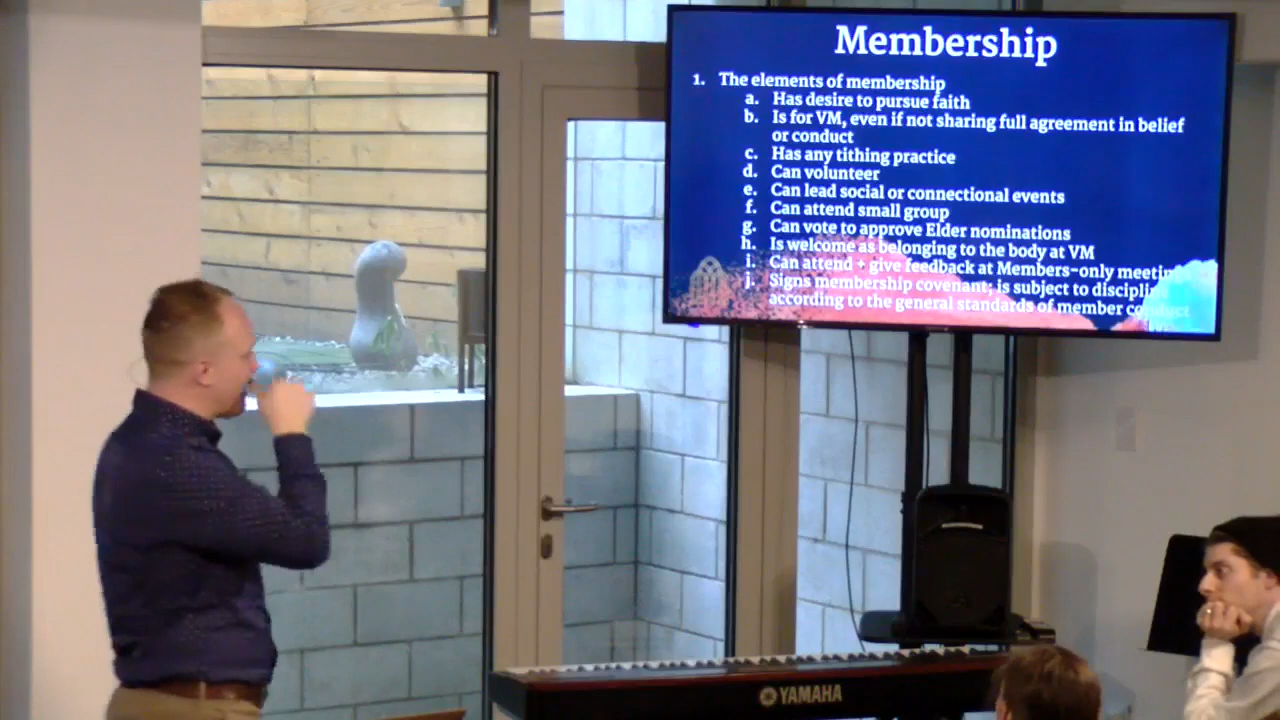 Membership
1. The elements of membership
a. Has desire to pursue faith
b. Is for VM, even if not sharing full agreement in belief
or conduct
c. Has any tithing practice
d. Can volunteer
e. Can lead social or connectional events
f. Can attend small group
g. Can vote to approve Elder nominations
h. Is welcome as belonging to the body at VM
i. Can attend + give feedback at Members-only
j. Signs membership covenant; is subject to
according to the general standards of member conduct
YAMAHA